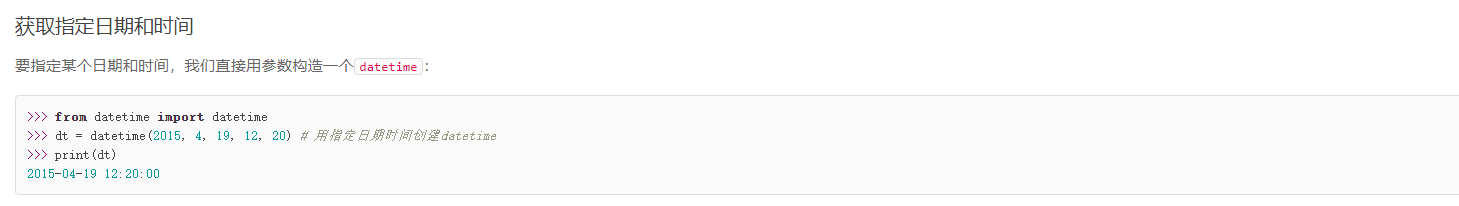 获取指定日期和时间
要指定某个日期和时间，我们直接用参数构造一个datetime：
>>> from datetime import datetime
>>> dt = datetime(2015, 4, 19, 12, 20) # 用指定日期时间创建datetime
>>> print(dt)
2015-04-19 12:20:00